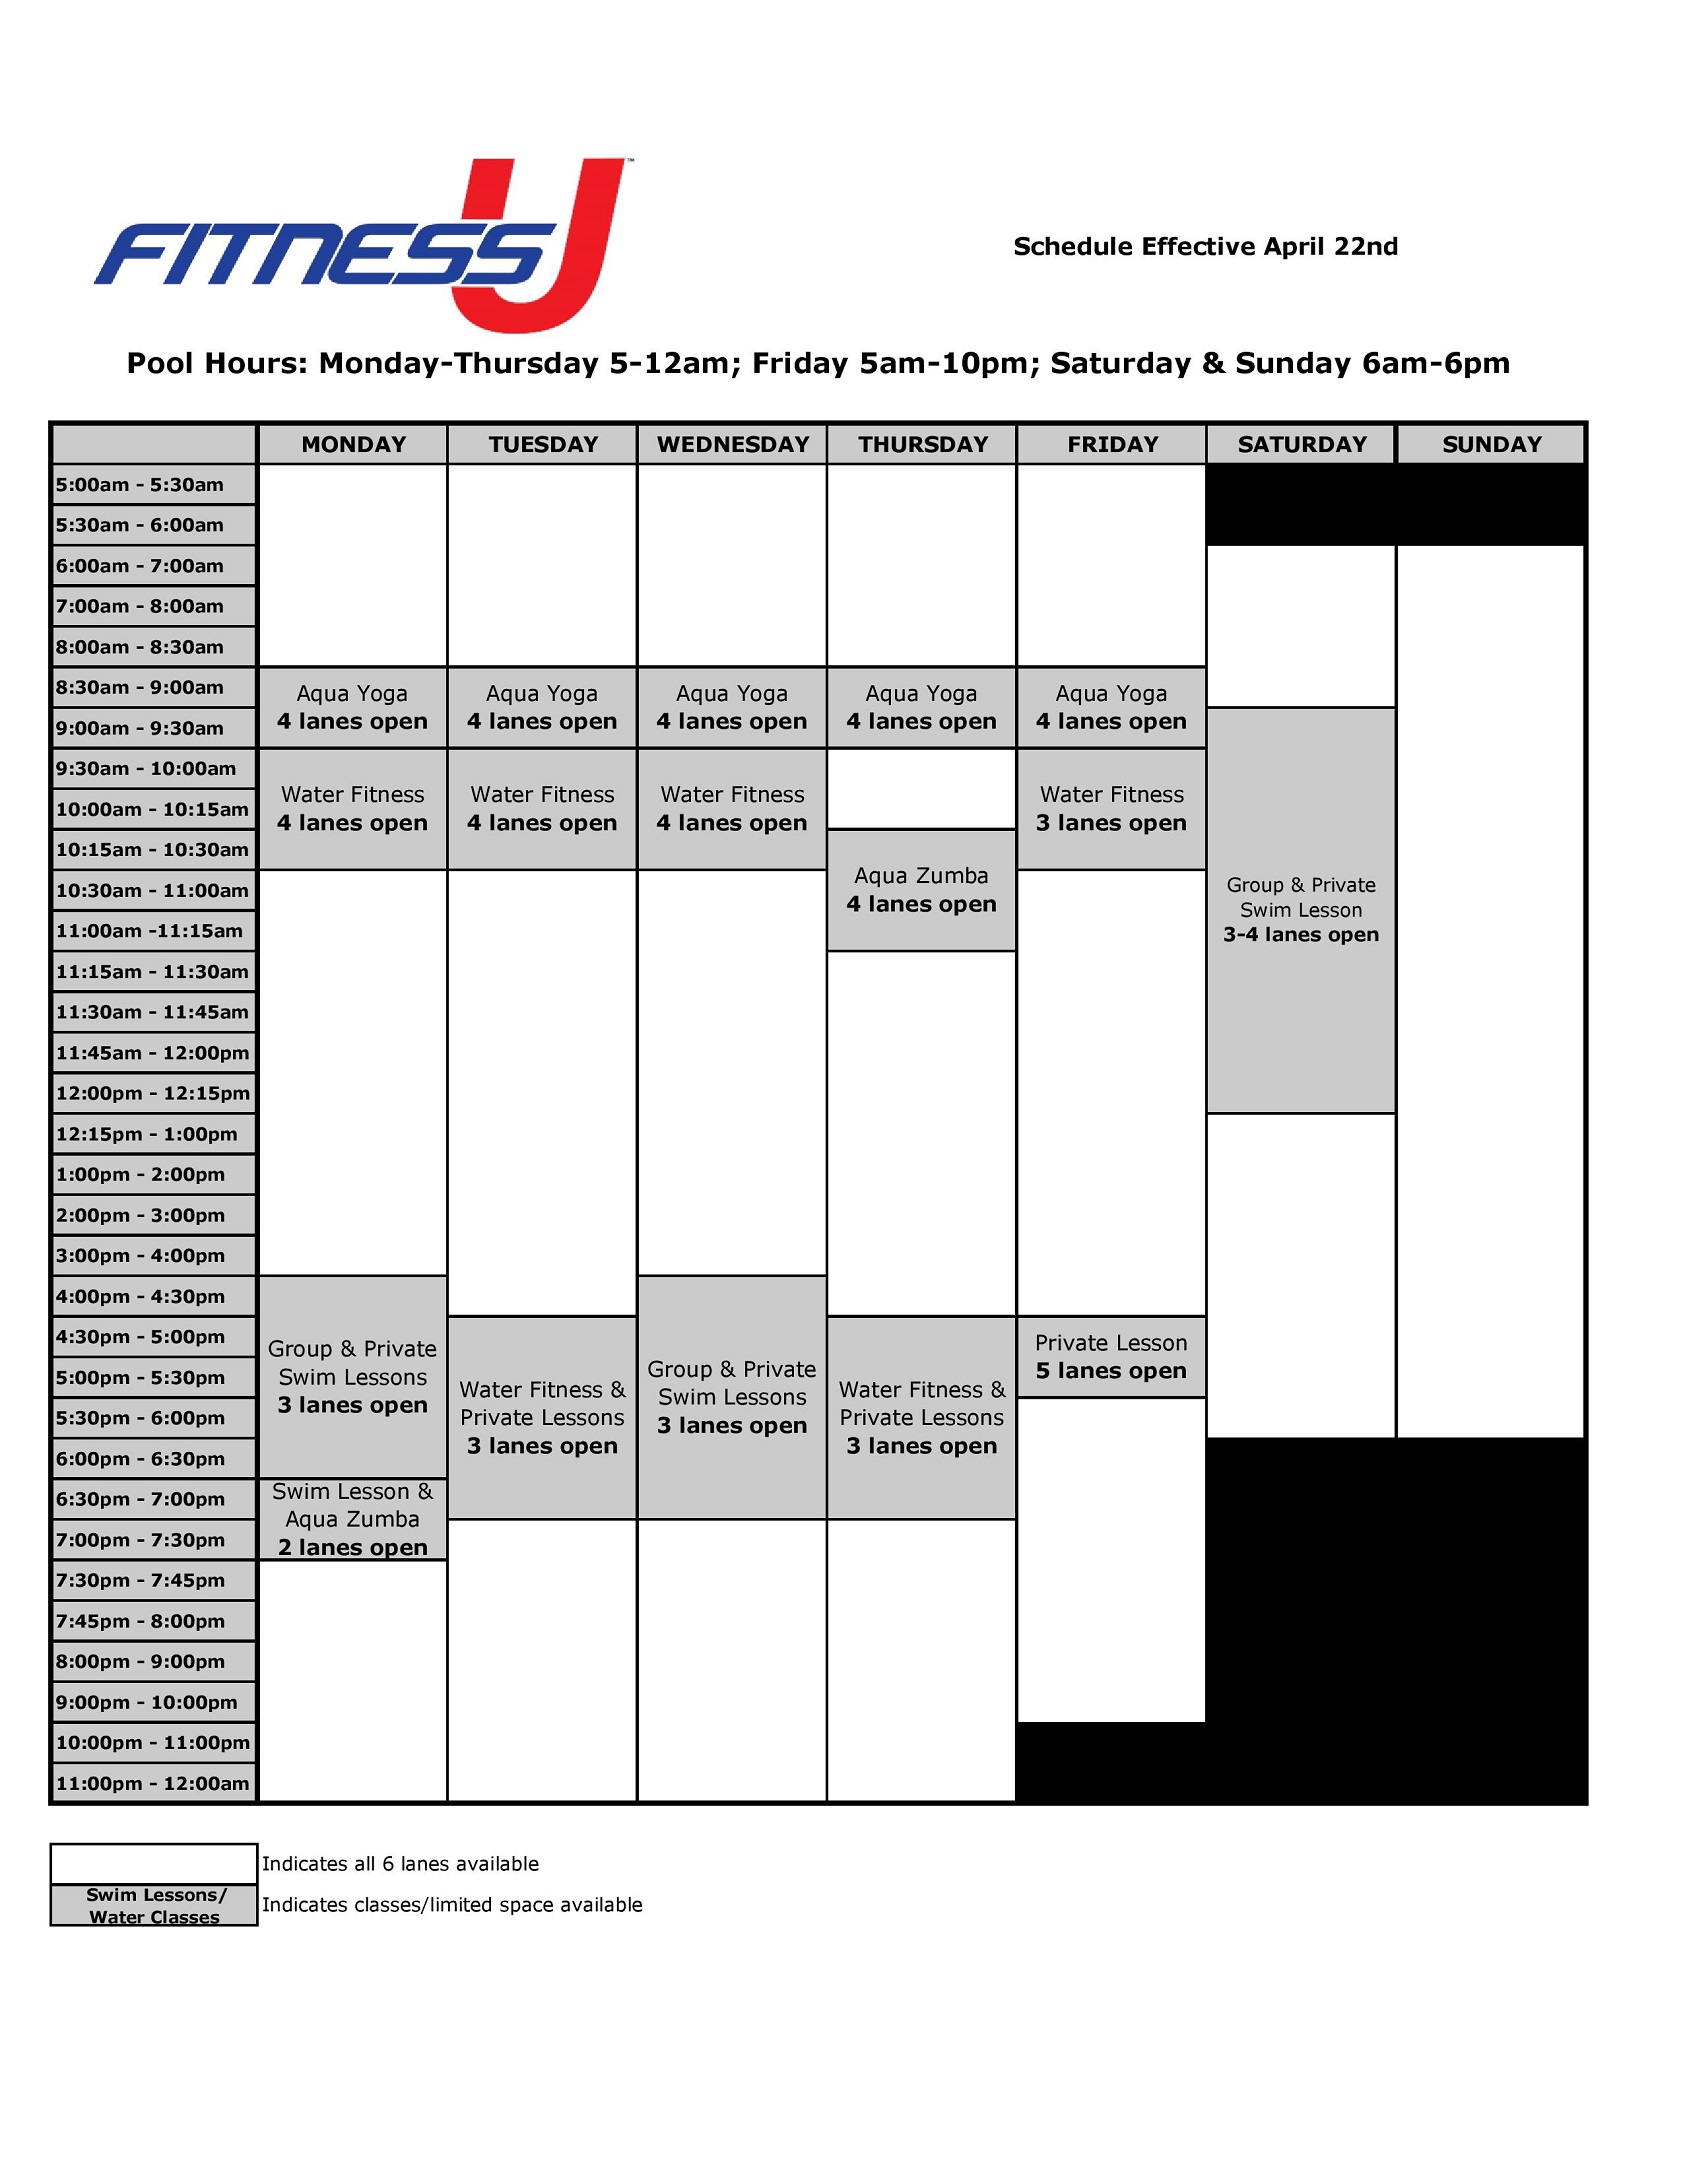 FITNESS U™
Schedule Effective April 22nd
Pool Hours: Monday-Thursday 5-12am; Friday 5am-10pm; Saturday & Sunday 6am-6pm
MONDAY TUESDAY WEDNESDAY THURSDAY FRIDAY SATURDAY SUNDAY
5:00am - 5:30am
5:30am - 6:00am
6:00am - 7:00am
7:00am - 8:00am
8:00am - 8:30am
8:30am - 9:00am
Aqua Yoga Aqua Yoga Aqua Yoga Aqua Yoga Aqua Yoga
4 lanes open 4 lanes open 4 lanes open 4 lanes open 4 lanes open
9:00am - 9:30am
9:30am - 10:00am
Water Fitness Water Fitness Water Fitness Water Fitness
10:00am - 10:15am
4 lanes open 4 lanes open 4 lanes open 3 lanes open
10:15am - 10:30am
Aqua Zumba
10:30am - 11:00am
Group & Private
4 lanes open
Swim Lesson
11:00am -11:15am
3-4 lanes open
11:15am - 11:30am
11:30am - 11:45am
11:45am - 12:00pm
12:00pm - 12:15pm
12:15pm - 1:00pm
1:00pm - 2:00pm
2:00pm - 3:00pm
3:00pm - 4:00pm
4:00pm - 4:30pm
4:30pm - 5:00pm
Private Lesson
Group & Private
5 lanes open
Group & Private
5:00pm - 5:30pm
Swim Lessons
Water Fitness & Water Fitness &
Swim Lessons
3 lanes open
5:30pm - 6:00pm
Private Lessons Private Lessons
3 lanes open
3 lanes open 3 lanes open
6:00pm - 6:30pm
Swim Lesson &
6:30pm - 7:00pm
Aqua Zumba
7:00pm - 7:30pm
2 lanes open
7:30pm - 7:45pm
7:45pm - 8:00pm
8:00pm - 9:00pm
9:00pm - 10:00pm
10:00pm - 11:00pm
11:00pm - 12:00am
Indicates all 6 lanes available
Swim Lessons/
Water Classes
Indicates classes/limited space available